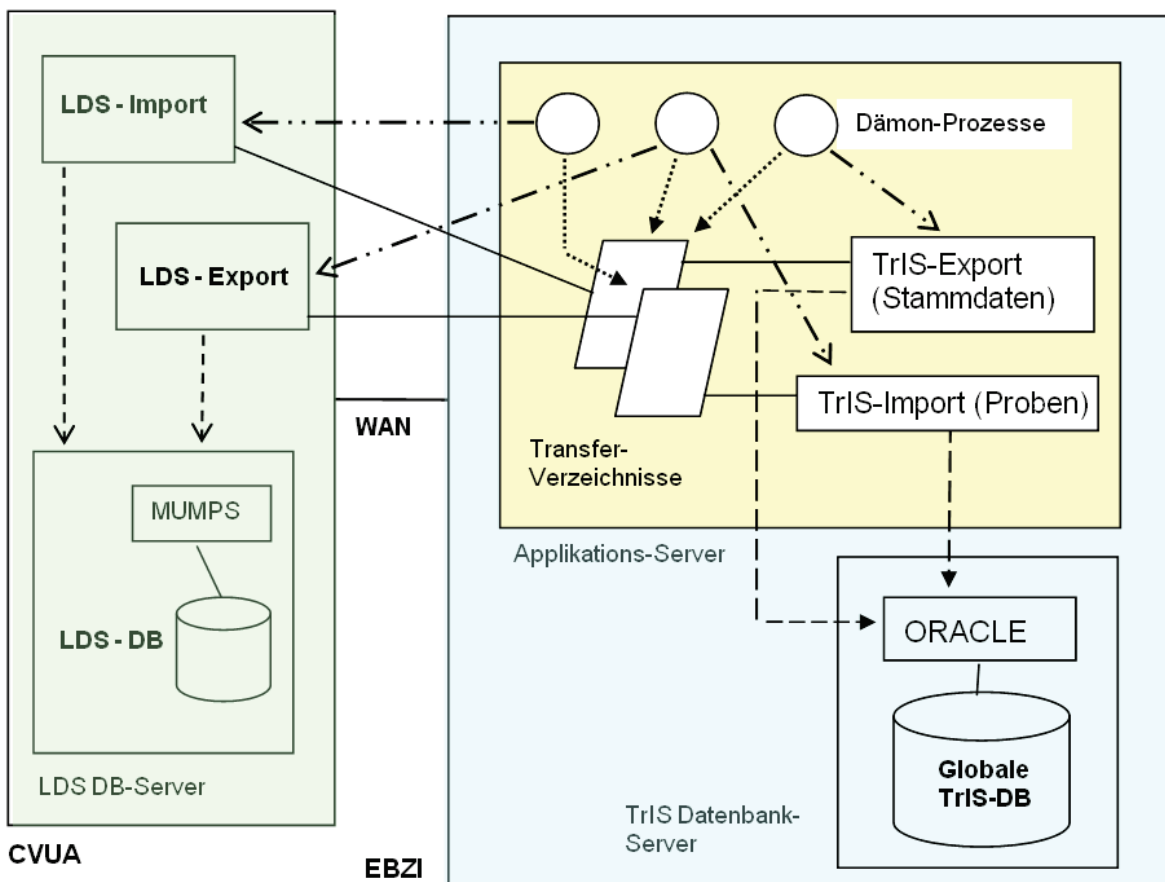 LDS - Import
LDS - Export
MUMPS
LDS - DB
LDS DB-Server
CVUA
WAN
EBZI
Dämon-Prozesse
TrIS-Export
(Stammdaten)
TrIS-Import (Proben)
Transfer-
Verzeichnisse
Applikations-Server
ORACLE
Globale
TrIS-DB
TrIS Datenbank-
Server